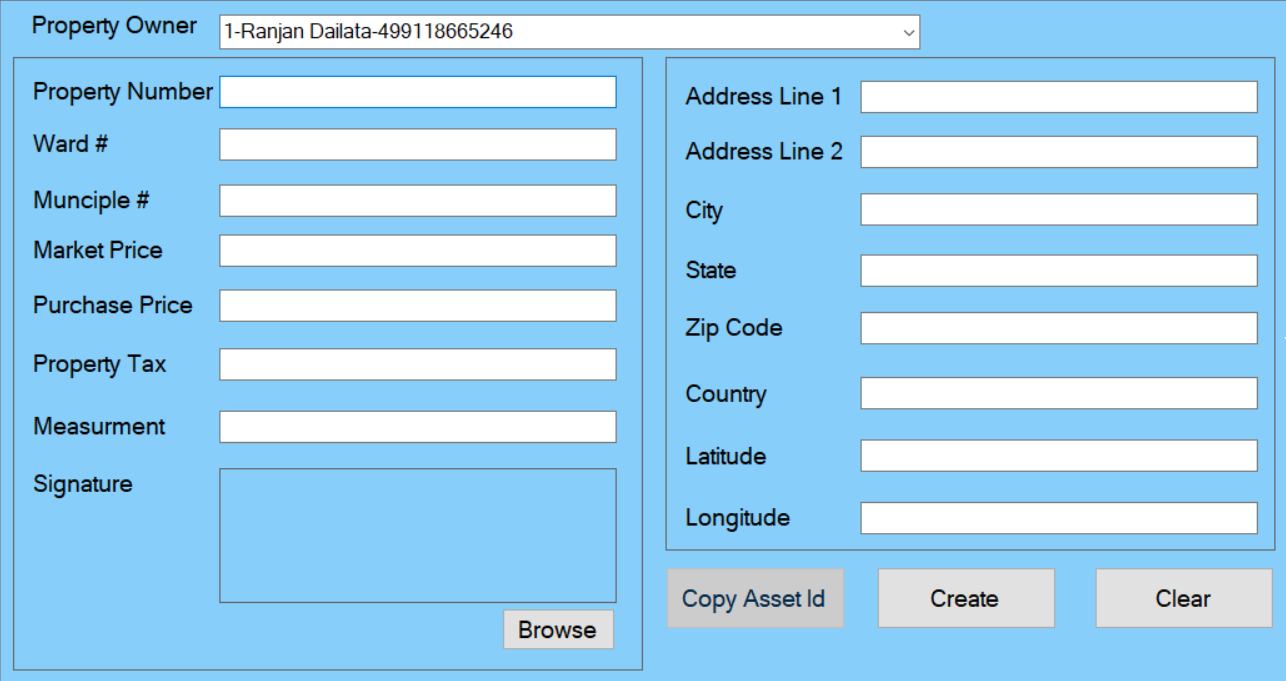 Property Owner 1-Ranjan Dailata-499118665246
Property Number
Ward #
Munciple #
Market Price
Purchase Price
Property Tax
Measurment
Signature
Browse
Address Line 1
Address Line 2
City
State
Zip Code
Country
Latitude
Longitude
Copy Asset Id Create Clear